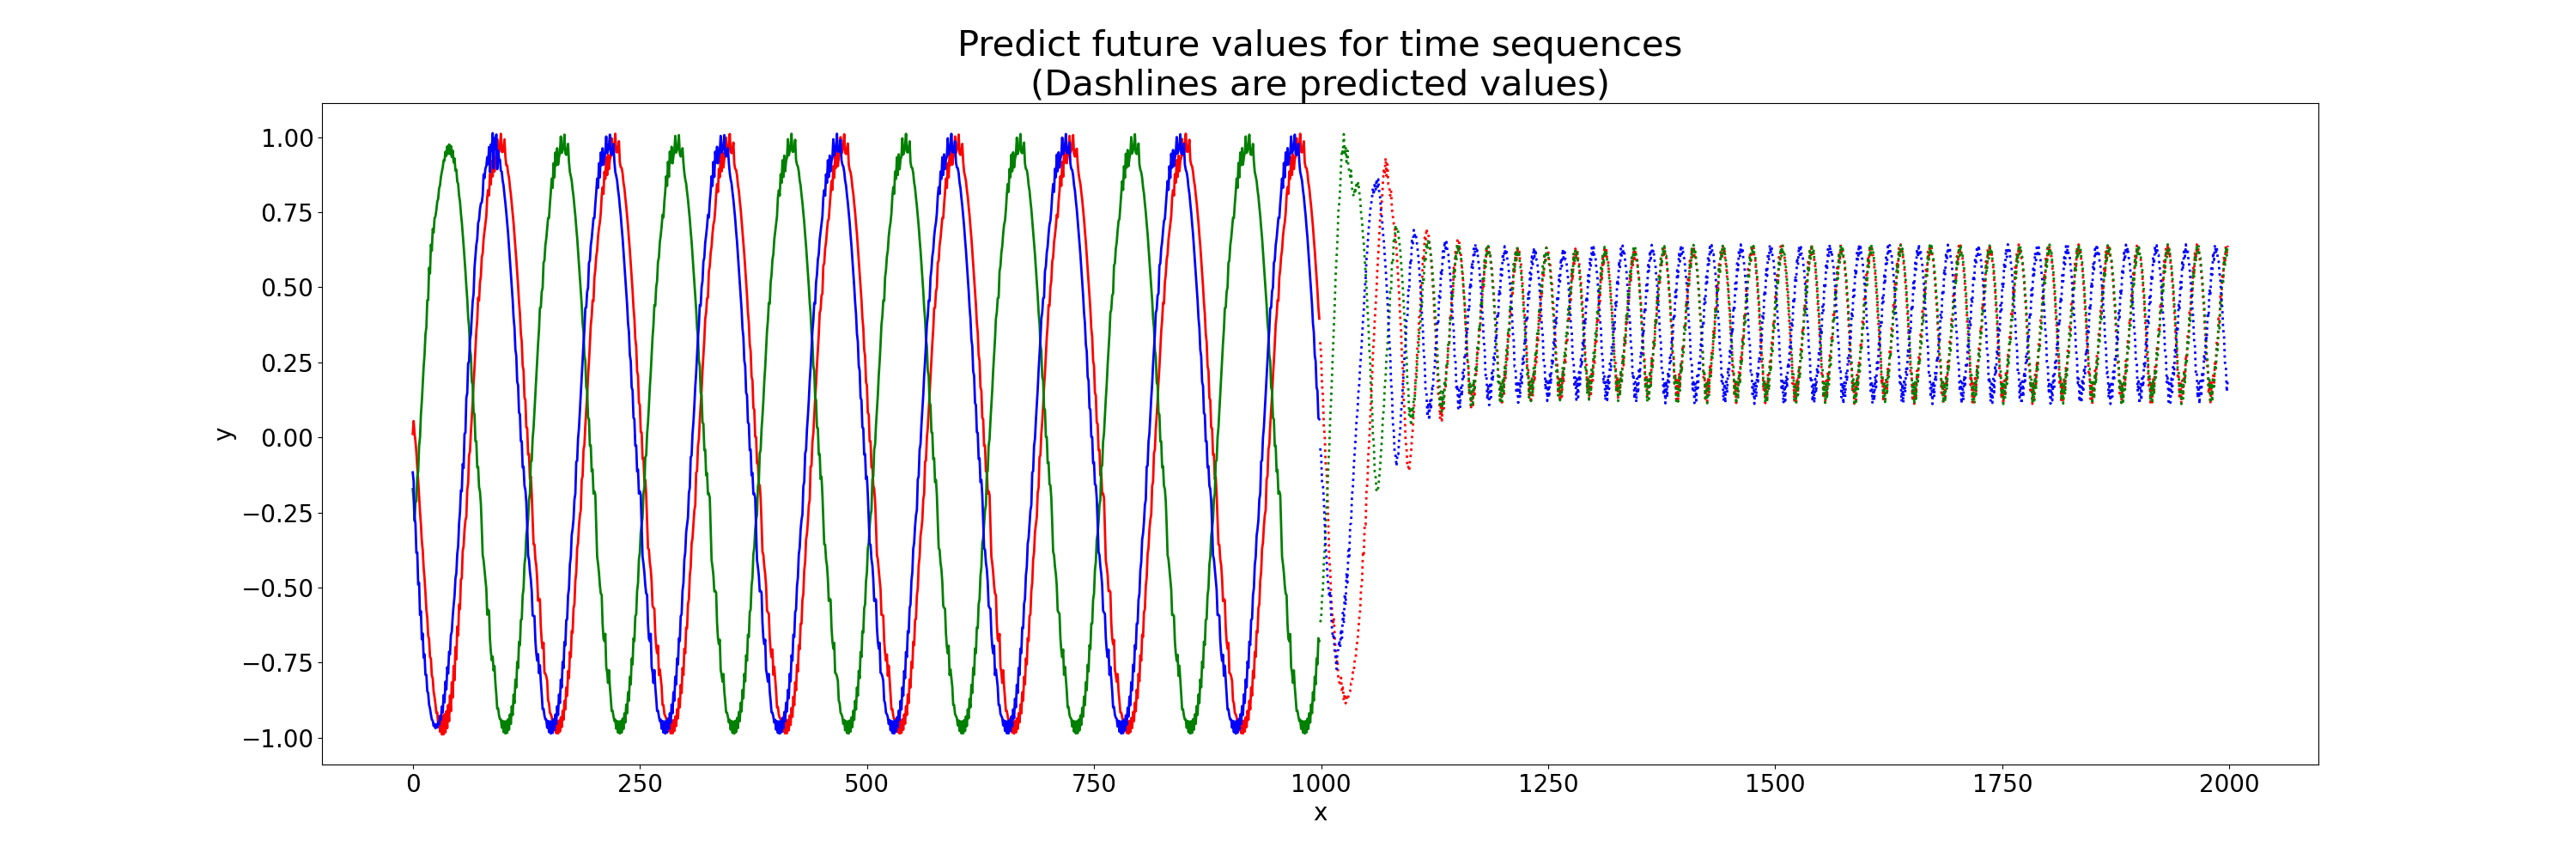 Predict future values for time sequences
(Dashlines are predicted values)
y
1.00
0.75
0.50
0.25
0.00
−0.25
−0.50
−0.75
−1.00
0 250 500 750 1000 1250 1500 1750 2000
x